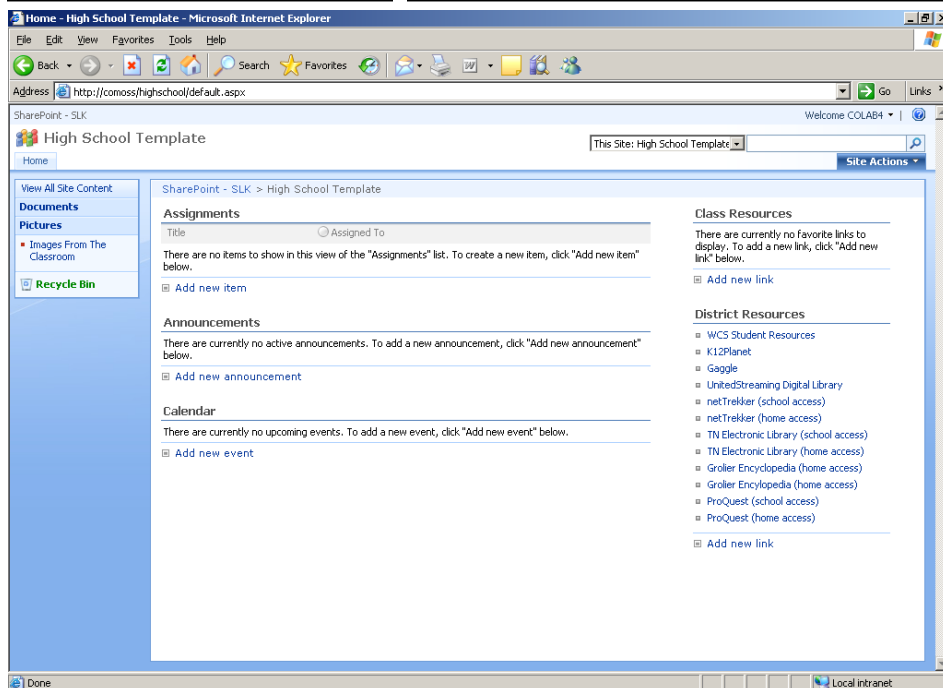 Home - High School Template - Microsoft Internet Explorer
File Edit View Favorites Tools Help
Back Search Favorites
Address http://comoss/highschool/default.aspx Go Links
SharePoint - SLK Welcome COLAB4
High School Template This Site: High School Template
Home Site Actions
View All Site Content
Documents
Pictures
Images From The
Classroom
Recycle Bin
SharePoint - SLK > High School Template
Assignments
Title Assigned To
There are no items to show in this view of the "Assignments" list. To create a new item, click "Add new item"
below.
Add new item
Announcements
There are currently no active announcements. To add a new announcement, click "Add new announcement"
below.
Add new announcement
Calendar
There are currently no upcoming events. To add a new event, click "Add new event" below.
Add new event
Class Resources
There are currently no favorite links to
display. To add a new link, click "Add new
link" below.
Add new link
District Resources
WCS Student Resources
K12Planet
Gaggle
UnitedStreaming Digital Library
netTrekker (school access)
netTrekker (home access)
TN Electronic Library (school access)
TN Electronic Library (home access)
Grolier Encyclopedia (home access)
Grolier Encylopedia (home access)
ProQuest (school access)
ProQuest (home access)
Add new link
Done Local intranet